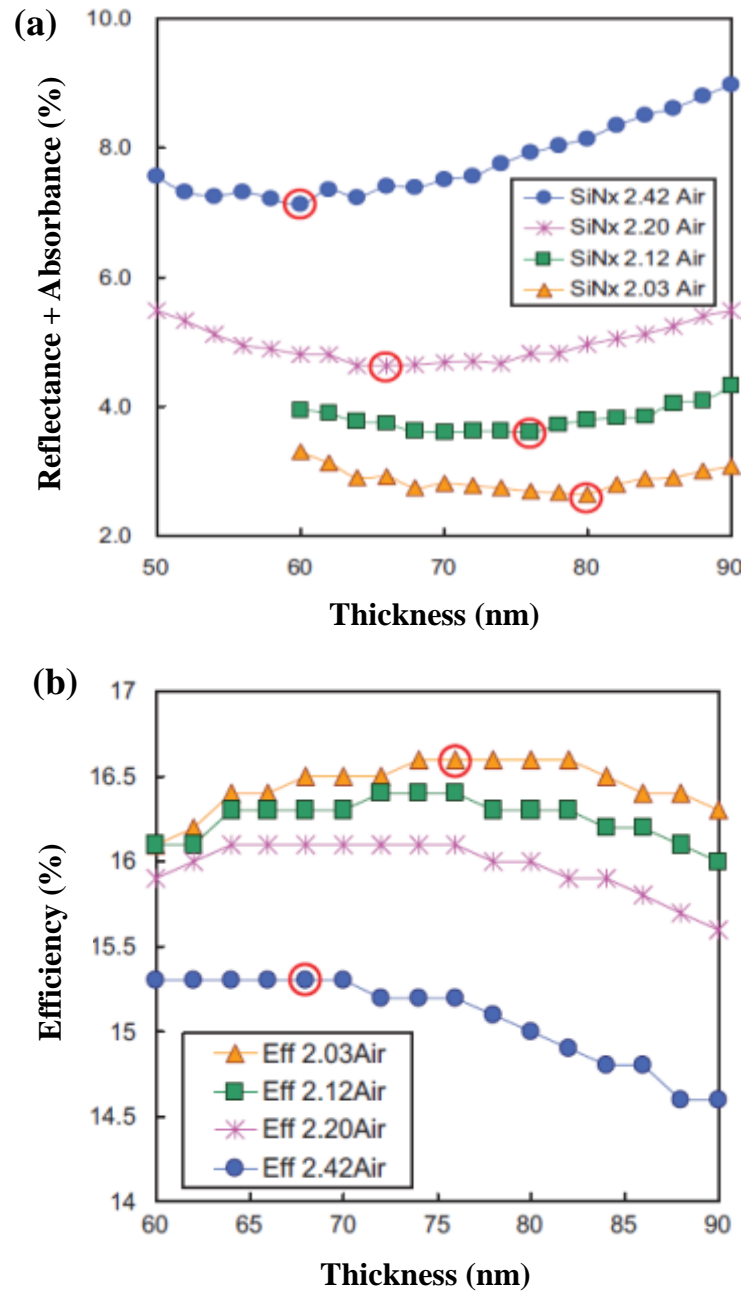 (a)
Reflectance + Absorbance (%)
10.0
8.0
6.0
4.0
2.0
SiNx 2.42 Air
SiNx 2.20 Air
SiNx 2.12 Air
SiNx 2.03 Air
50 60 70 80 90
Thickness (nm)
(b)
Efficiency (%)
17
16.5
16
15.5
15
14.5
14
Eff 2.03Air
Eff 2.12Air
Eff 2.20Air
Eff 2.42Air
60 65 70 75 80 85 90
Thickness (nm)